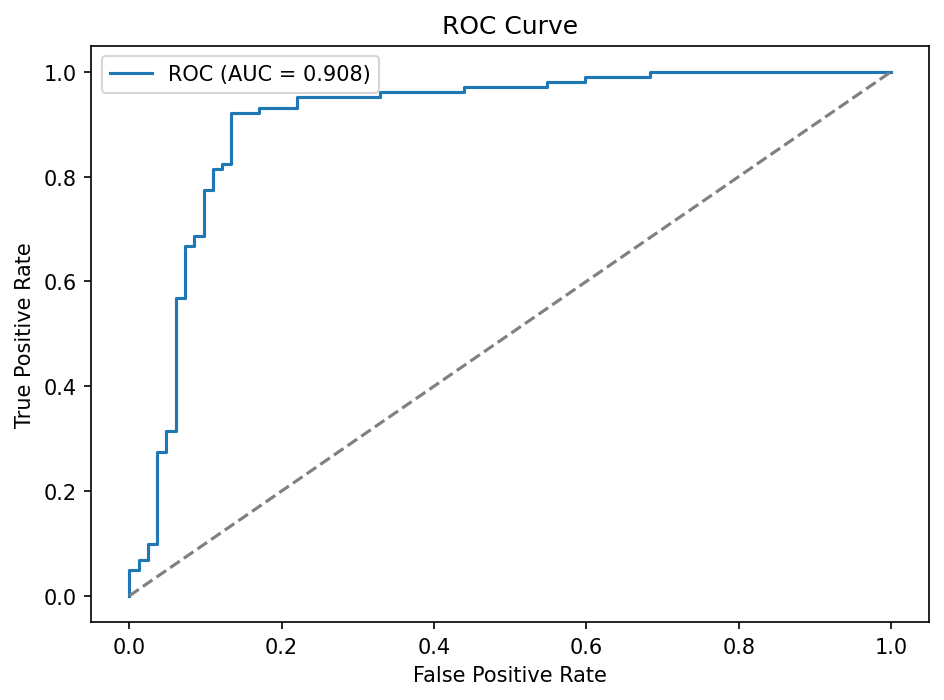 ROC Curve
ROC (AUC = 0.908)
1.0
0.8
0.6
0.4
0.2
0.0
True Positive Rate
0.0 0.2 0.4 0.6 0.8 1.0
False Positive Rate